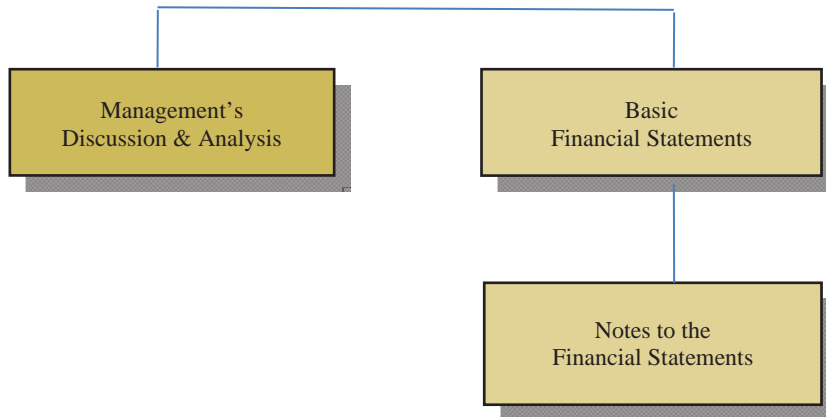 Management’s
Discussion & Analysis
Basic
Financial Statements
Notes to the
Financial Statements